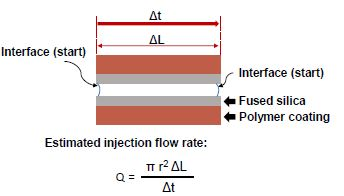 Δt
ΔL
Interface (start)
Interface (start)
Fused silica
Polymer coating
Estimated injection flow rate:
Q = π r² ΔL / Δt